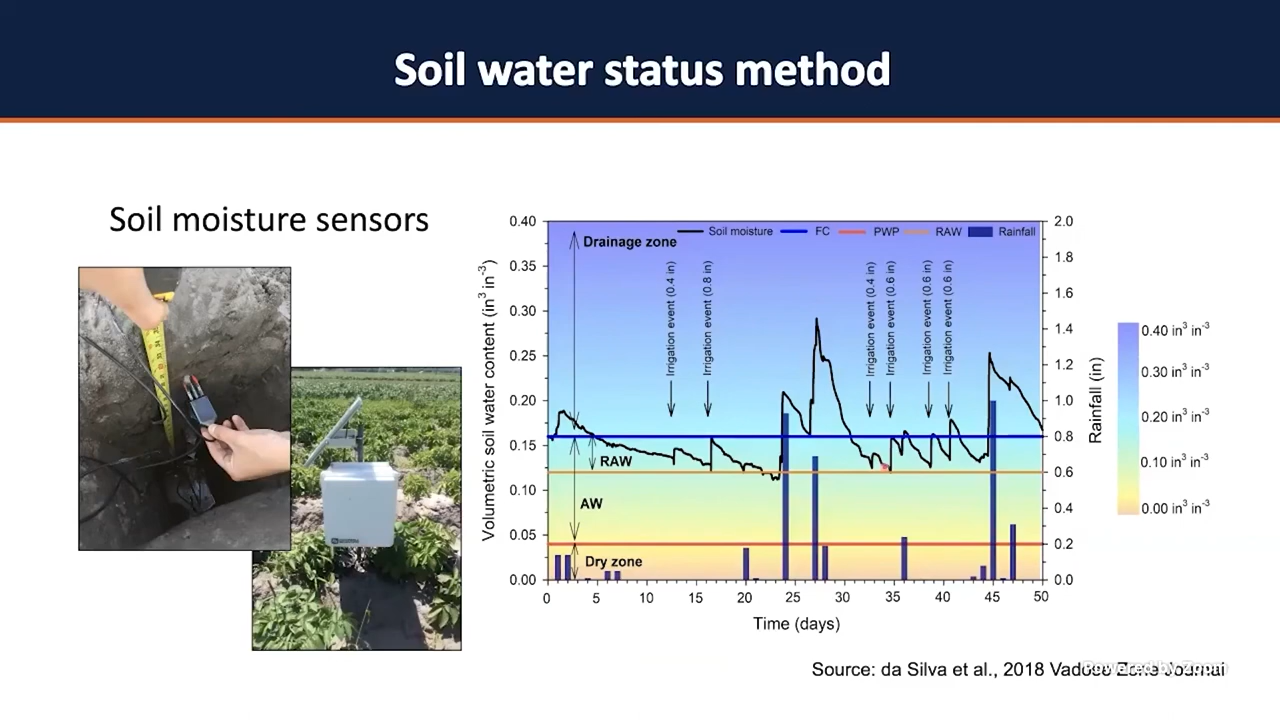 Soil water status method
Soil moisture sensors
0.40
0.35
0.30
0.25
0.20
0.15
0.10
0.05
0.00
Volumetric soil water content (in³ in⁻³)
Drainage zone
Soil moisture
FC
PWP
RAW
Rainfall
Irrigation event (0.4 in)
Irrigation event (0.8 in)
Irrigation event (0.4 in)
Irrigation event (0.6 in)
Irrigation event (0.6 in)
Irrigation event (0.6 in)
RAW
AW
Dry zone
0
5
10
15
20
25
30
35
40
45
50
Time (days)
2.0
1.8
1.6
1.4
1.2
1.0
0.8
0.6
0.4
0.2
0.0
Rainfall (in)
0.40 in³ in⁻³
0.30 in³ in⁻³
0.20 in³ in⁻³
0.10 in³ in⁻³
0.00 in³ in⁻³
Source: da Silva et al., 2018 Vadose Zone Journal
Powered by Zoom